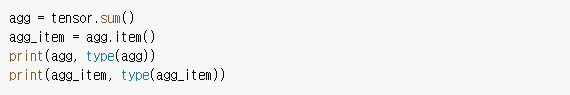 agg = tensor.sum()
agg_item = agg.item()
print(agg, type(agg))
print(agg_item, type(agg_item))